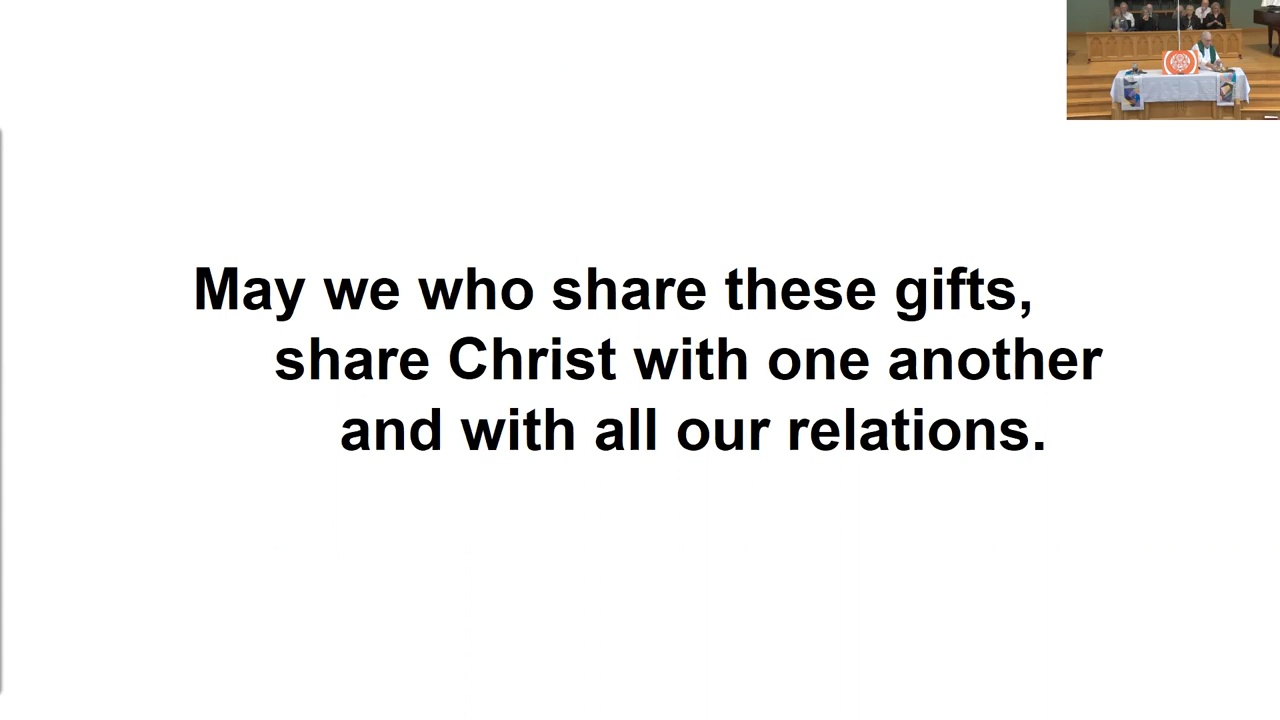 May we who share these gifts,
share Christ with one another
and with all our relations.